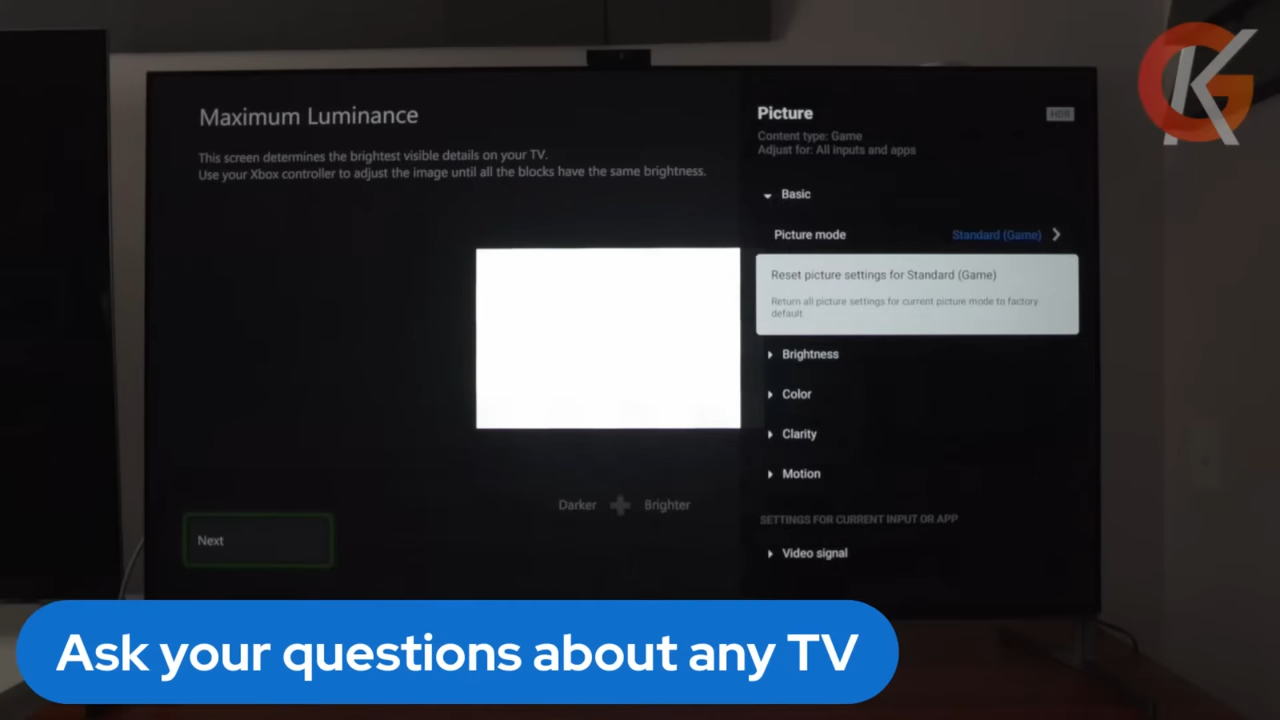 Maximum Luminance
This screen determines the brightest visible details on your TV.
Use your Xbox controller to adjust the image until all the blocks have the same brightness.
Darker
Brighter
Next
Picture
HDR
Content type: Game
Adjust for: All inputs and apps
Basic
Picture mode
Standard (Game)
Reset picture settings for Standard (Game)
Return all picture settings for current picture mode to factory
default
Brightness
Color
Clarity
Motion
SETTINGS FOR CURRENT INPUT OR APP
Video signal
GK
Ask your questions about any TV